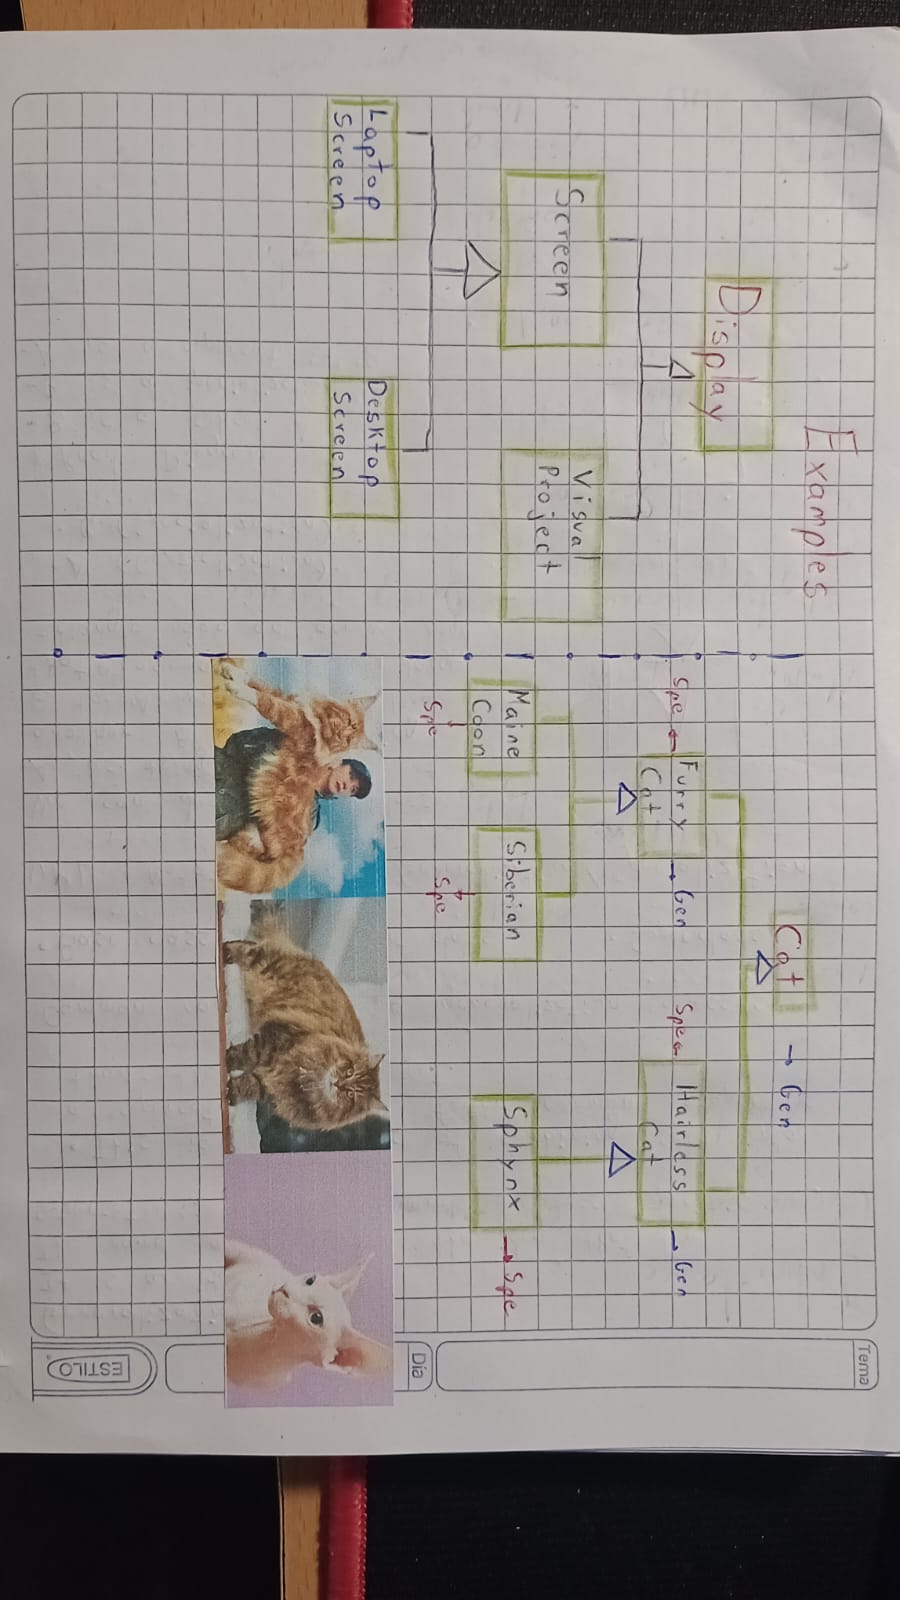 Examples
Display
Screen
Visual
Project
Laptop
Screen
Desktop
Screen
Cat → Gen
Spe ← Furry
Cat → Gen
Spe ← Hairless
Cat → Gen
Maine
Coon
Spe
Siberian
Spe
Sphynx → Spe
Tema
Dia
ESTILO